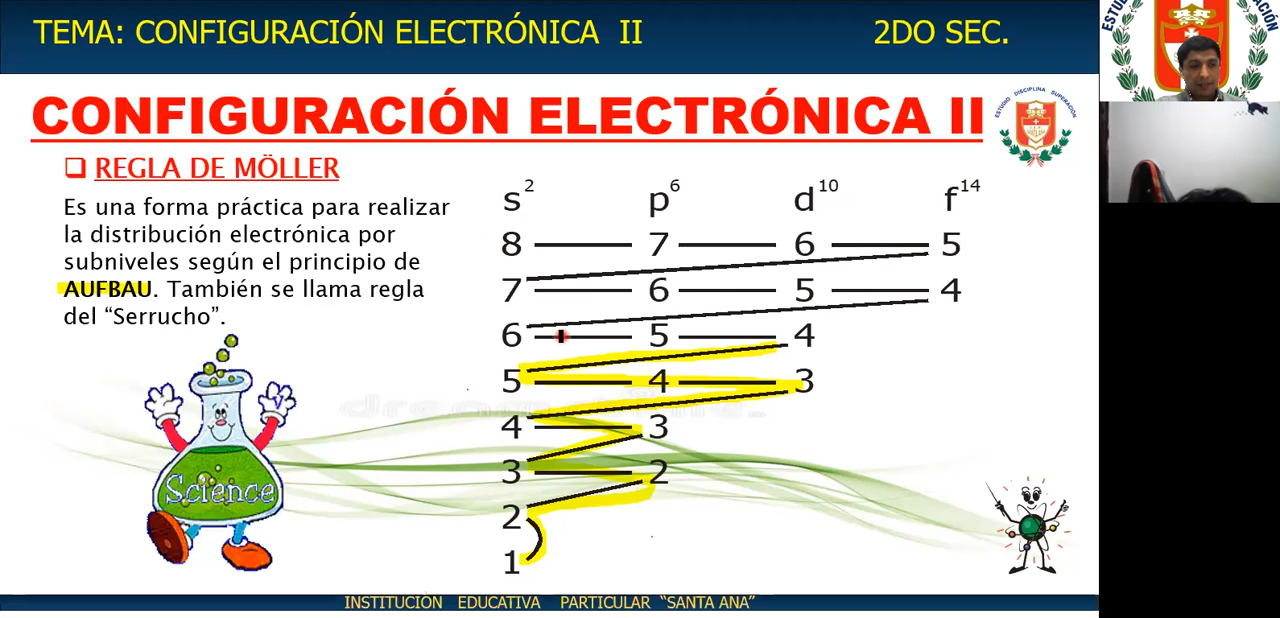 TEMA: CONFIGURACIÓN ELECTRÓNICA II
2DO SEC.
CONFIGURACIÓN ELECTRÓNICA II
ESTUDIO DISCIPLINA SUPERACIÓN
❑ REGLA DE MÖLLER
Es una forma práctica para realizar
la distribución electrónica por
subniveles según el principio de
AUFBAU. También se llama regla
del “Serrucho”.
s2 p6 d10 f14
8 7 6 5
7 6 5 4
6 5 4
5 4 3
4 3
3 2
2
1
Science
INSTITUCIÒN EDUCATIVA PARTICULAR “SANTA ANA”